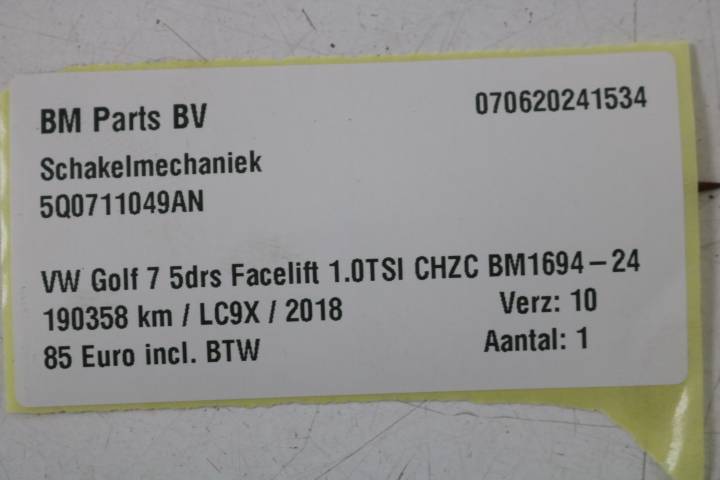 BM Parts BV 070620241534
Schakelmechaniek
5Q0711049AN
VW Golf 7 5drs Facelift 1.0TSI CHZC BM1694-24
190358 km / LC9X / 2018 Verz: 10
85 Euro incl. BTW Aantal: 1